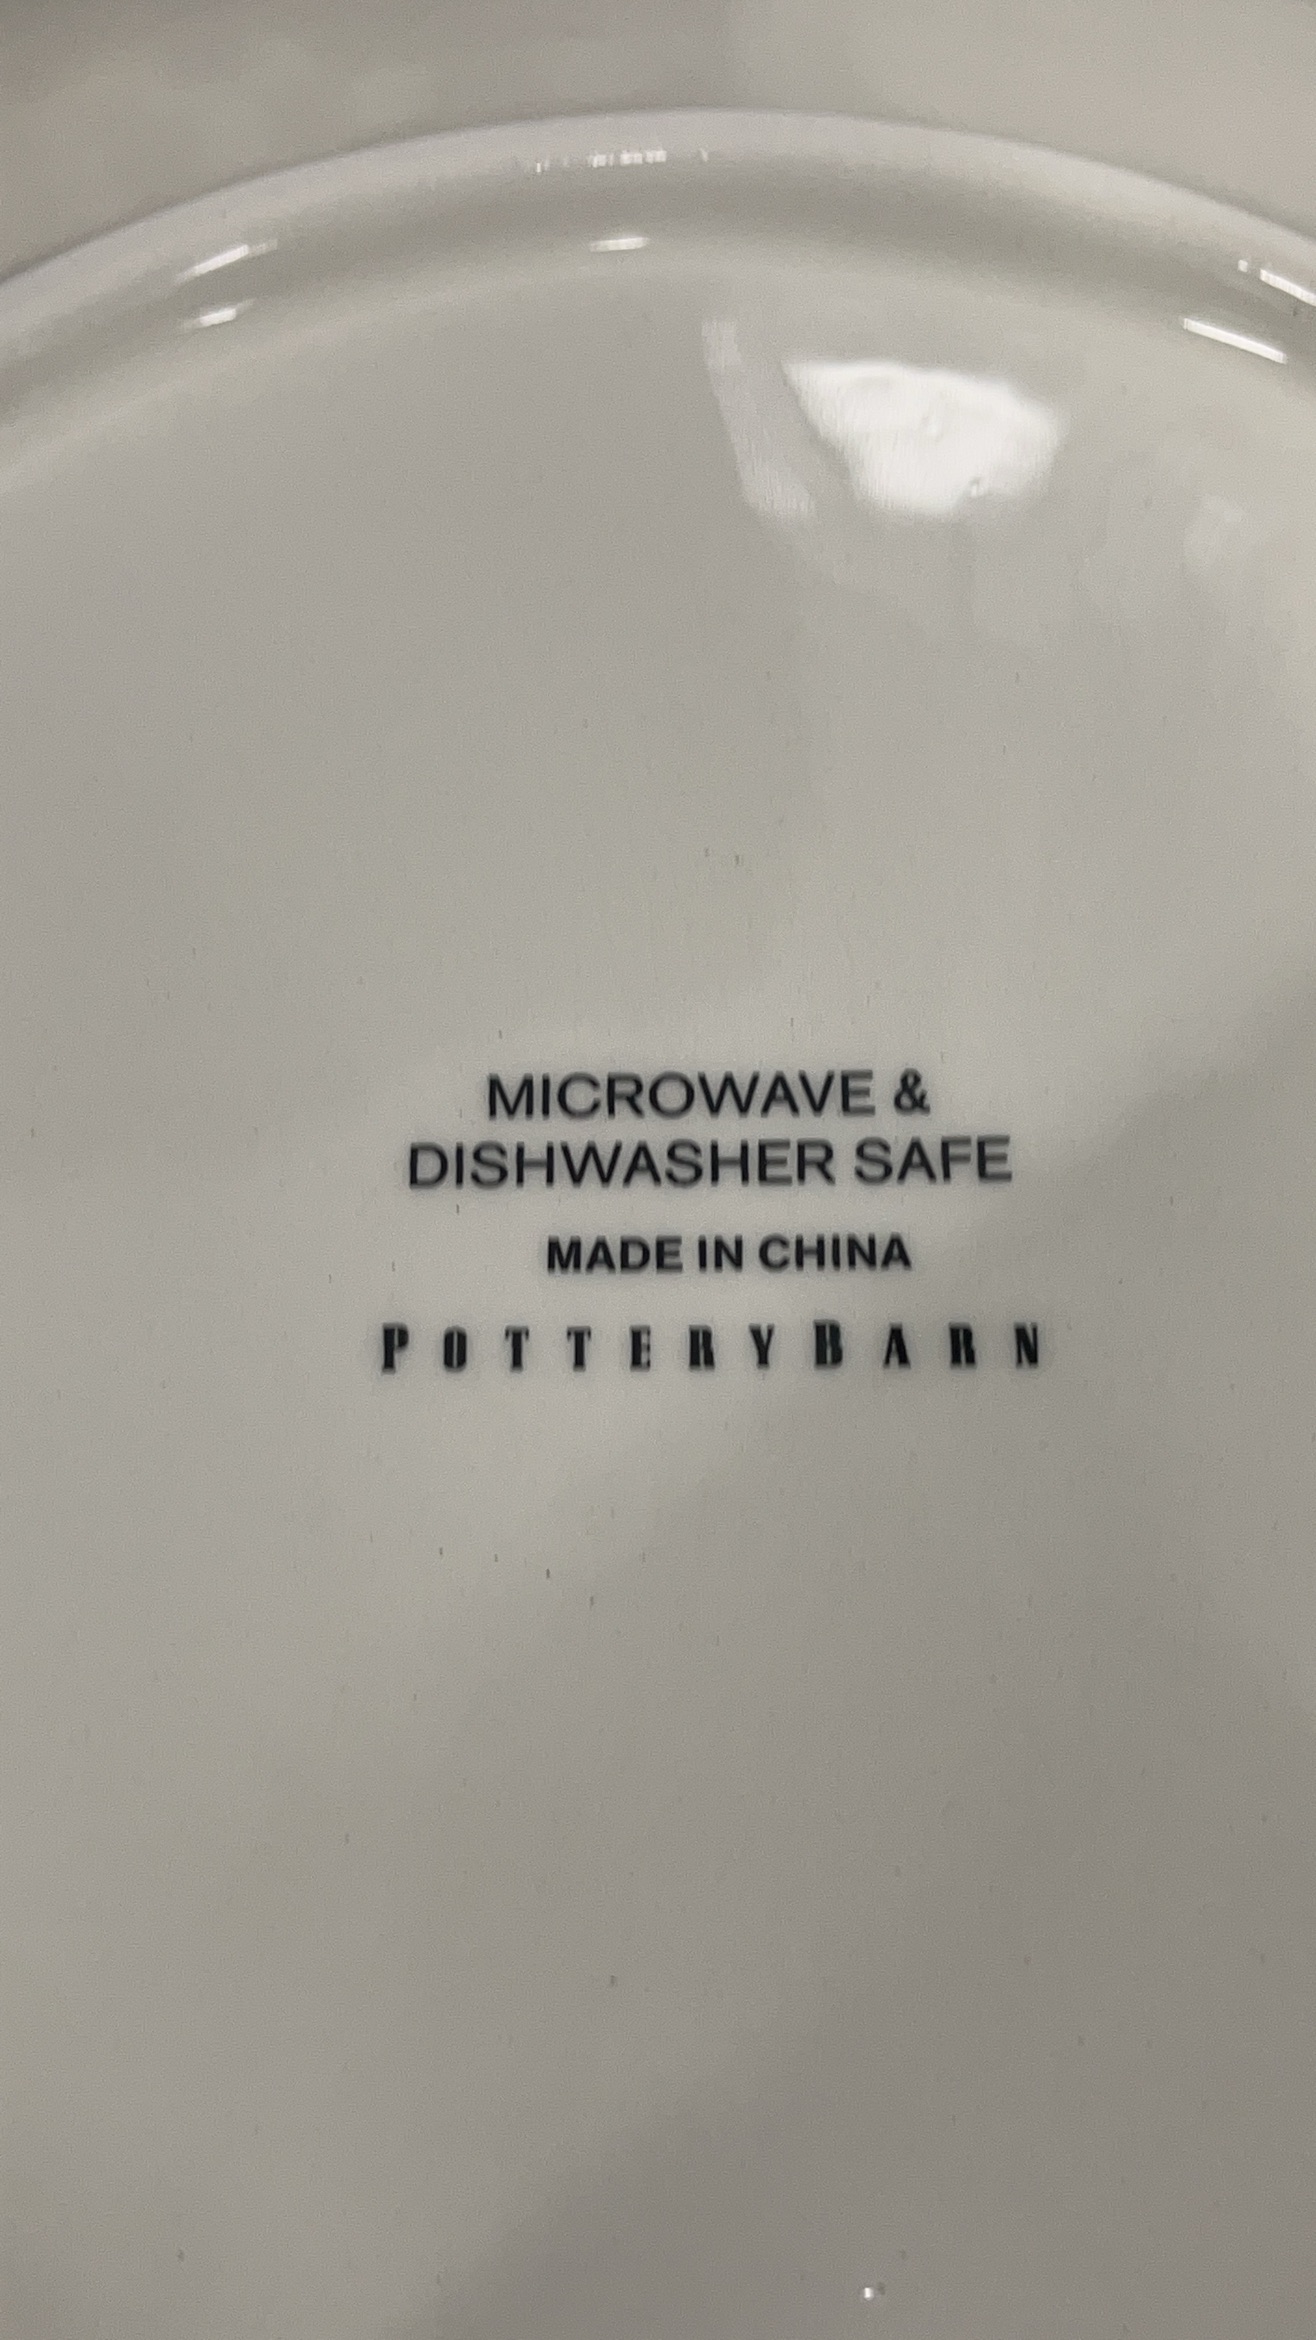 MICROWAVE &
DISHWASHER SAFE
MADE IN CHINA
POTTERYBARN